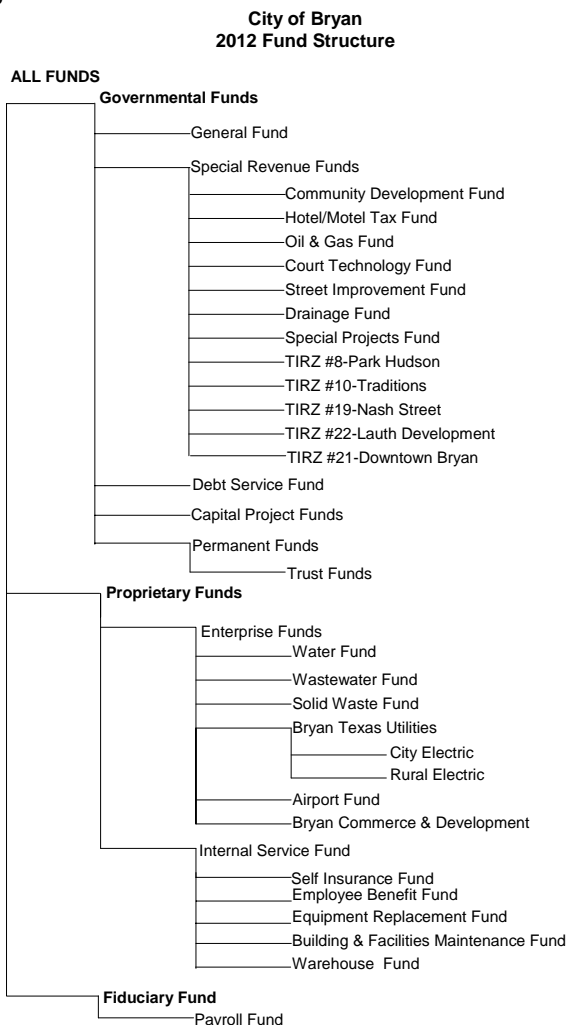 City of Bryan
2012 Fund Structure
ALL FUNDS
Governmental Funds
General Fund
Special Revenue Funds
Community Development Fund
Hotel/Motel Tax Fund
Oil & Gas Fund
Court Technology Fund
Street Improvement Fund
Drainage Fund
Special Projects Fund
TIRZ #8-Park Hudson
TIRZ #10-Traditions
TIRZ #19-Nash Street
TIRZ #22-Lauth Development
TIRZ #21-Downtown Bryan
Debt Service Fund
Capital Project Funds
Permanent Funds
Trust Funds
Proprietary Funds
Enterprise Funds
Water Fund
Wastewater Fund
Solid Waste Fund
Bryan Texas Utilities
City Electric
Rural Electric
Airport Fund
Bryan Commerce & Development
Internal Service Fund
Self Insurance Fund
Employee Benefit Fund
Equipment Replacement Fund
Building & Facilities Maintenance Fund
Warehouse Fund
Fiduciary Fund
Payroll Fund